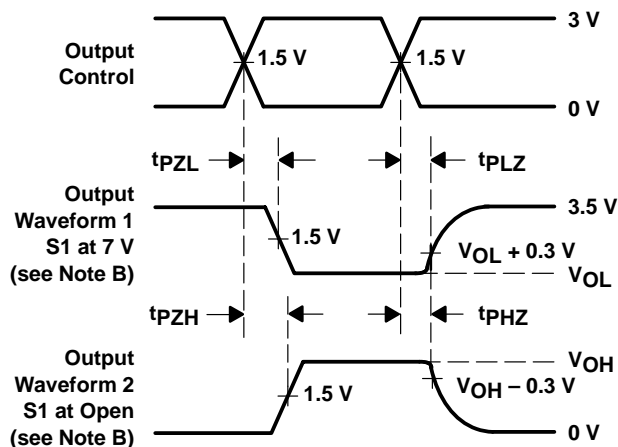 3 V
Output
Control
1.5 V
1.5 V
0 V
tPZL
tPLZ
Output
Waveform 1
S1 at 7 V
(see Note B)
3.5 V
1.5 V
VOL + 0.3 V
VOL
tPZH
tPHZ
Output
Waveform 2
S1 at Open
(see Note B)
VOH
1.5 V
VOH – 0.3 V
0 V